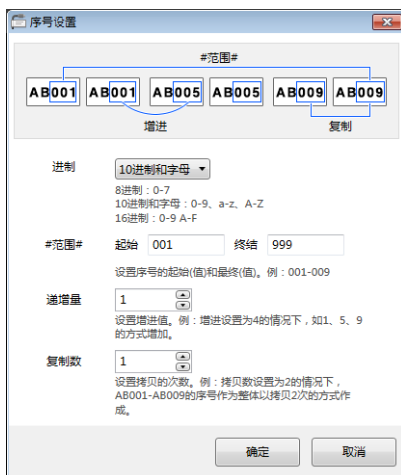 序号设置
#范围#
AB001 AB001 AB005 AB005 AB009 AB009
增进 复制
进制 10进制和字母
8进制：0-7
10进制和字母：0-9、a-z、A-Z
16进制：0-9 A-F
#范围# 起始 001 终结 999
设置序号的起始(值)和最终(值)。例：001-009
递增量 1
设置增进值。例：增进设置为4的情况下，如1、5、9
的方式增加。
复制数 1
设置拷贝的次数。例：拷贝数设置为2的情况下，
AB001-AB009的序号作为整体以拷贝2次的方式作
成。
确定 取消